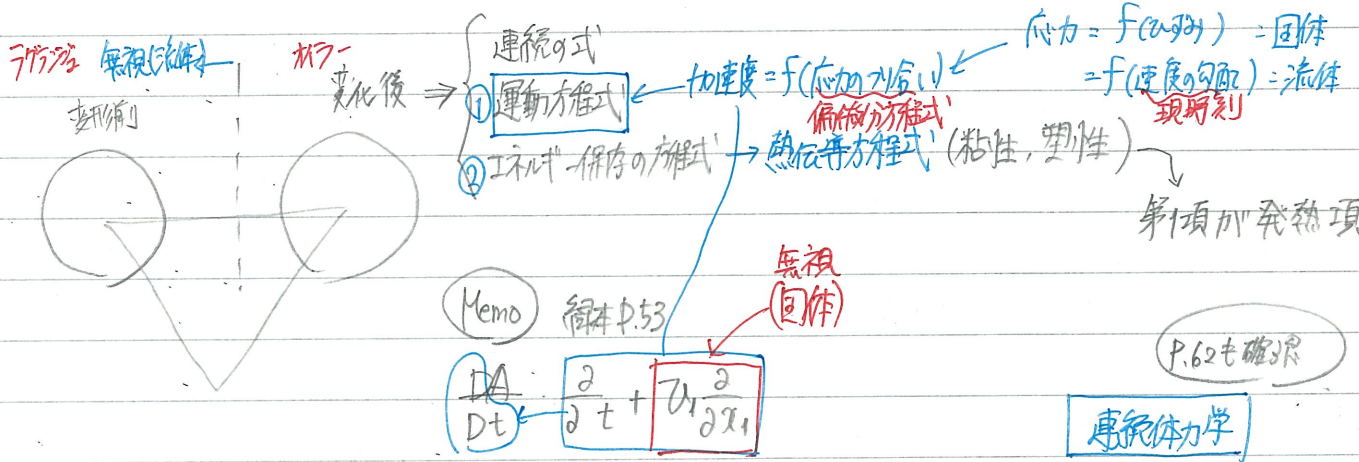 ラグランジュ 無視(流体)
オイラー
変形前
変化後 ⇒
連続の式
① 運動方程式 ← 加速度 = f(応力のつり合い)
偏微分方程式
応力 = f(ひずみ) : 固体
= f(速度の勾配) : 流体
現時刻
② エネルギー保存の方程式 → 熱伝導方程式 (粘性, 塑性)
第1項が発熱項
無視
(固体)
Memo P.53
DA/Dt ← ∂/∂t + v₁ ∂/∂x₁
P.62も確認
連続体力学